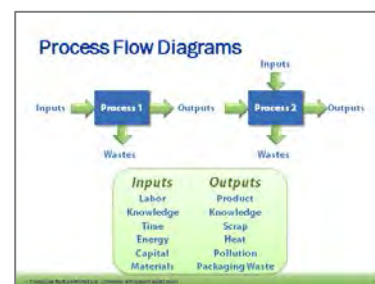 Process Flow Diagrams
Inputs
Inputs Process 1 Outputs Process 2 Outputs
Wastes Wastes
Inputs Outputs
Labor Product
Knowledge Knowledge
Time Scrap
Energy Heat
Capital Pollution
Materials Packaging Waste